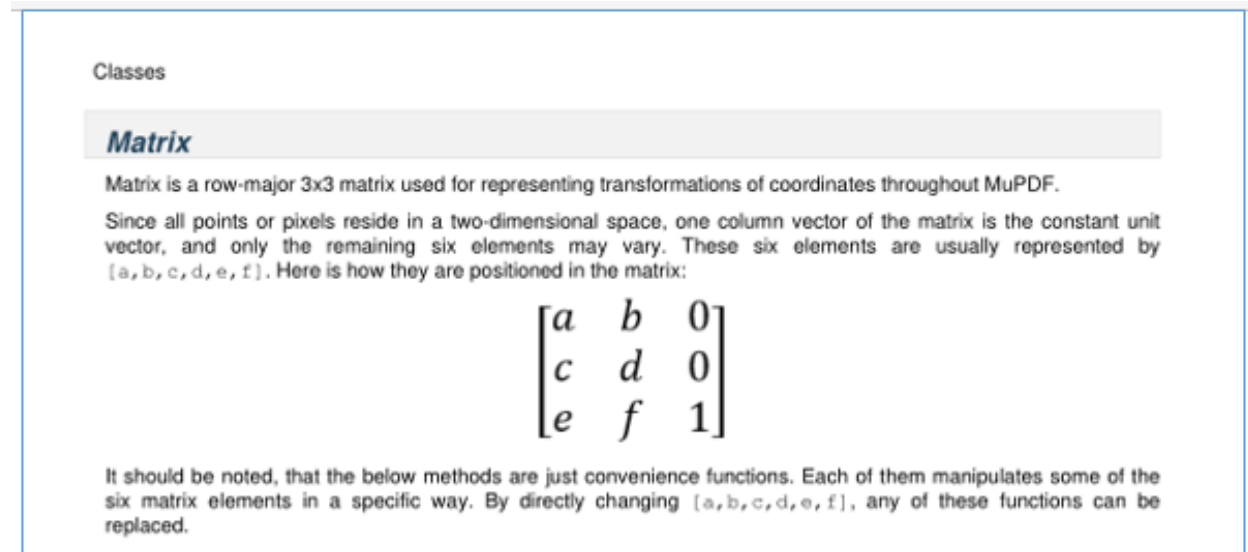 Classes
Matrix
Matrix is a row-major 3x3 matrix used for representing transformations of coordinates throughout MuPDF.
Since all points or pixels reside in a two-dimensional space, one column vector of the matrix is the constant unit
vector, and only the remaining six elements may vary. These six elements are usually represented by
[a,b,c,d,e,f]. Here is how they are positioned in the matrix:
a b 0
c d 0
e f 1
It should be noted, that the below methods are just convenience functions. Each of them manipulates some of the
six matrix elements in a specific way. By directly changing [a,b,c,d,e,f], any of these functions can be
replaced.